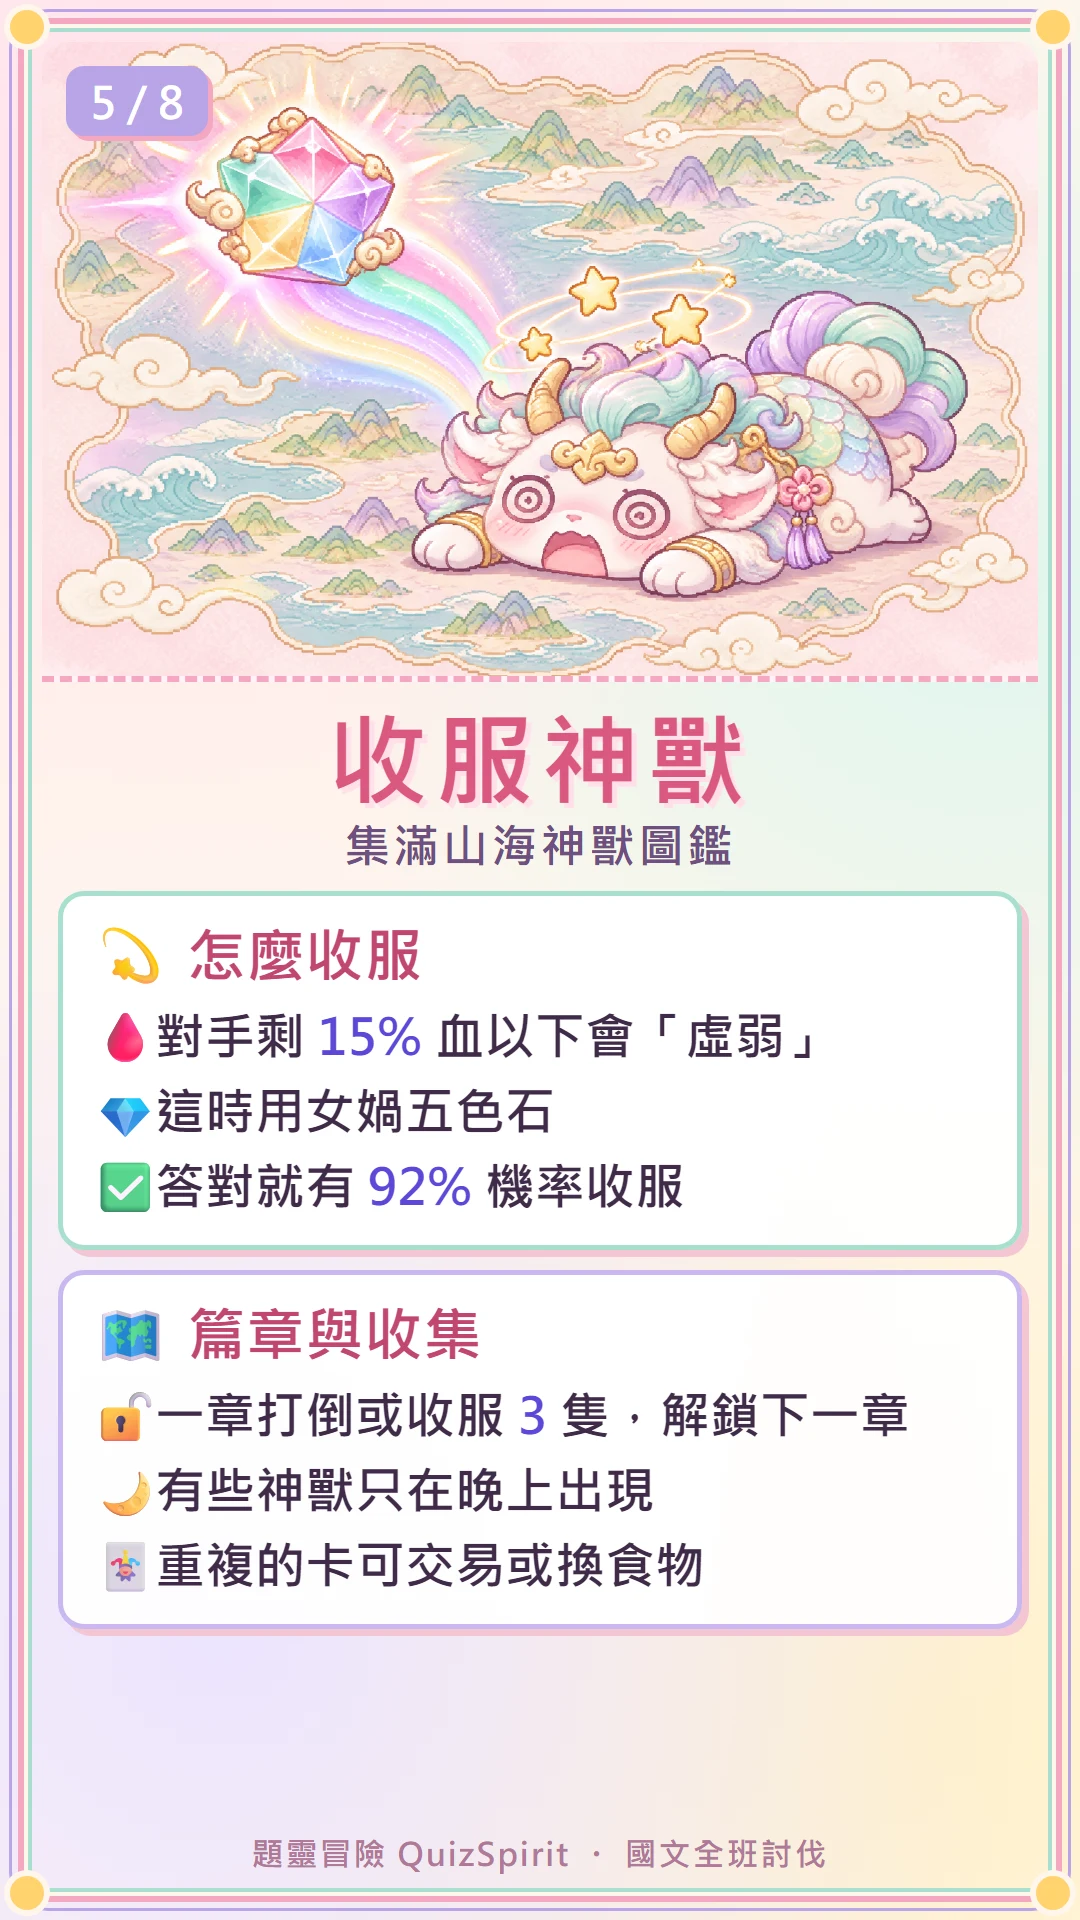 5/8
收服神獸
集滿山海神獸圖鑑
怎麼收服
對手剩 15% 血以下會「虛弱」
這時用女媧五色石
答對就有 92% 機率收服
篇章與收集
一章打倒或收服 3 隻，解鎖下一章
有些神獸只在晚上出現
重複的卡可交易或換食物
題靈冒險 QuizSpirit · 國文全班討伐